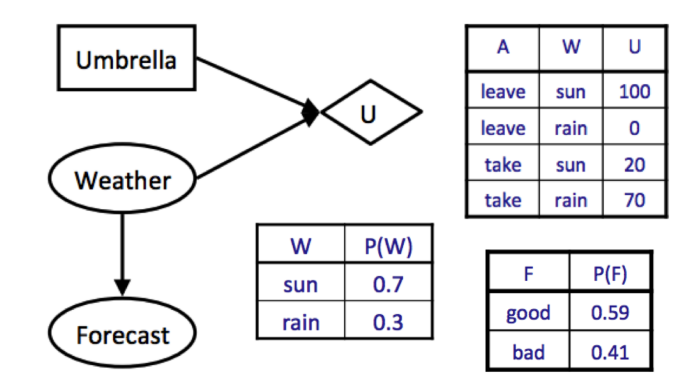 Umbrella
U
Weather
Forecast
A W U
leave sun 100
leave rain 0
take sun 20
take rain 70
W P(W)
sun 0.7
rain 0.3
F P(F)
good 0.59
bad 0.41